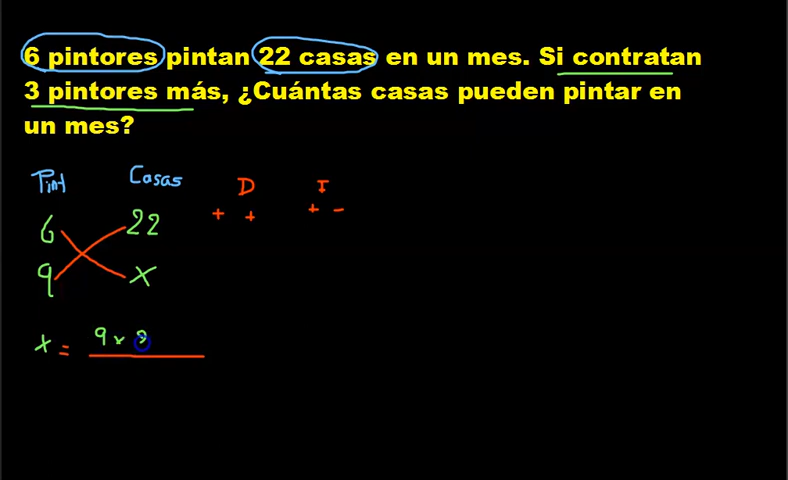 6 pintores pintan 22 casas en un mes. Si contratan
3 pintores más, ¿Cuántas casas pueden pintar en
un mes?
Pint Casas D I
+ + + -
6 22
9 x
x = 9 x